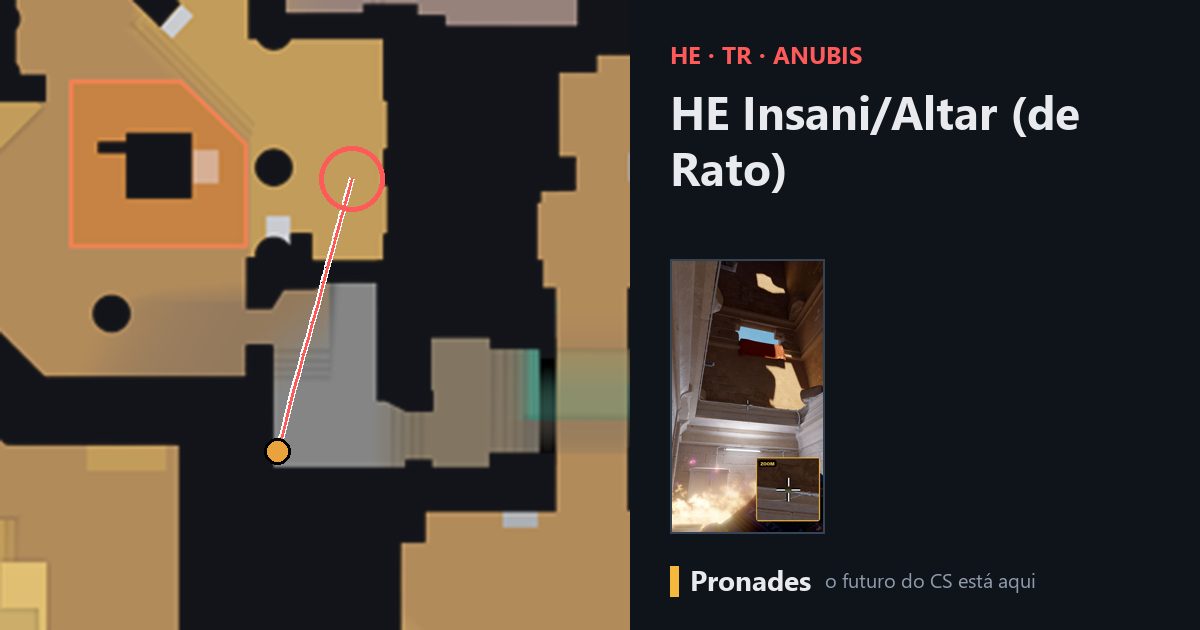 HE · TR · ANUBIS
HE Insani/Altar (de
Rato)
ZOOM
Pronades o futuro do CS está aqui